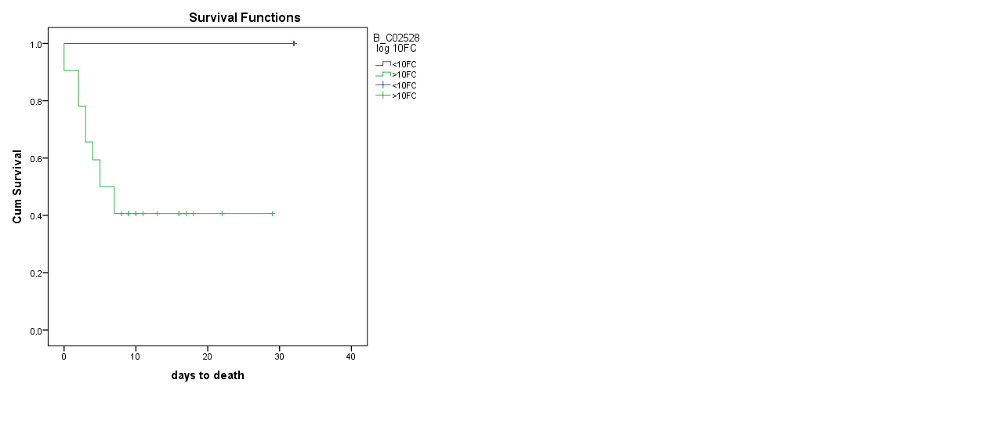 Survival Functions
B_C02528
log 10FC
<10FC
>10FC
<10FC
>10FC
Cum Survival
1.0
0.8
0.6
0.4
0.2
0.0
0 10 20 30 40
days to death